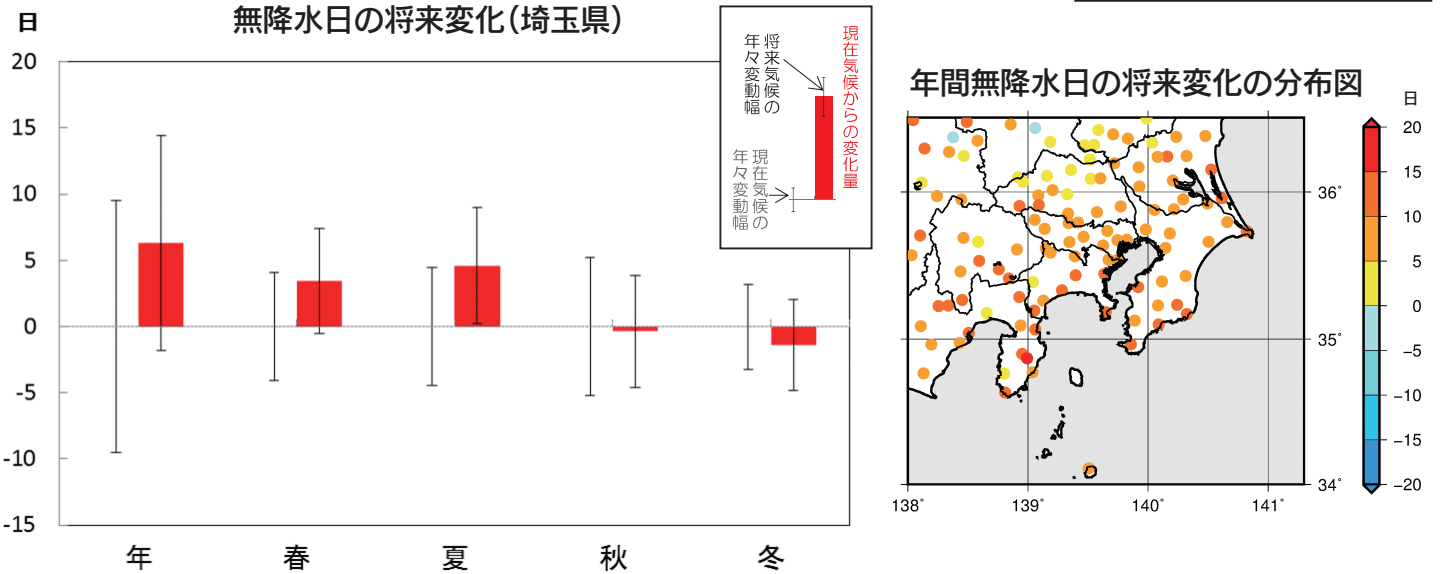 無降水日の将来変化(埼玉県)
日
20
15
10
5
0
-5
-10
-15
年
春
夏
秋
冬
現在気候からの変化量
将来気候の
年々変動幅
現在気候の
年々変動幅
年間無降水日の将来変化の分布図
日
20
15
10
5
0
−5
−10
−15
−20
36˚
35˚
34˚
138˚
139˚
140˚
141˚